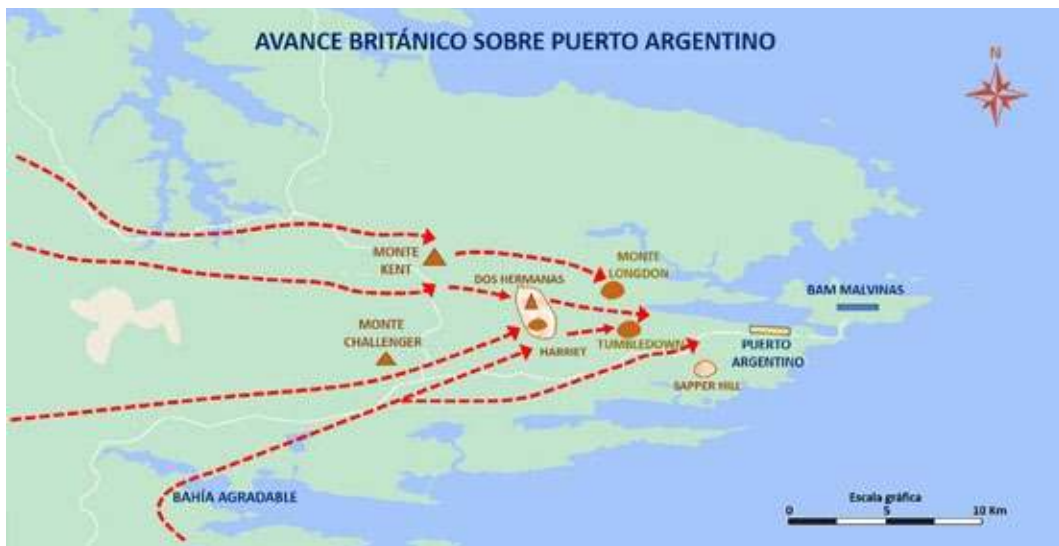 AVANCE BRITÁNICO SOBRE PUERTO ARGENTINO
N
MONTE
KENT
DOS HERMANAS
MONTE
LONGDON
BAM MALVINAS
MONTE
CHALLENGER
HARRIET
TUMBLEDOWN
PUERTO
ARGENTINO
SAPPER HILL
BAHÍA AGRADABLE
Escala gráfica
0 5 10 Km